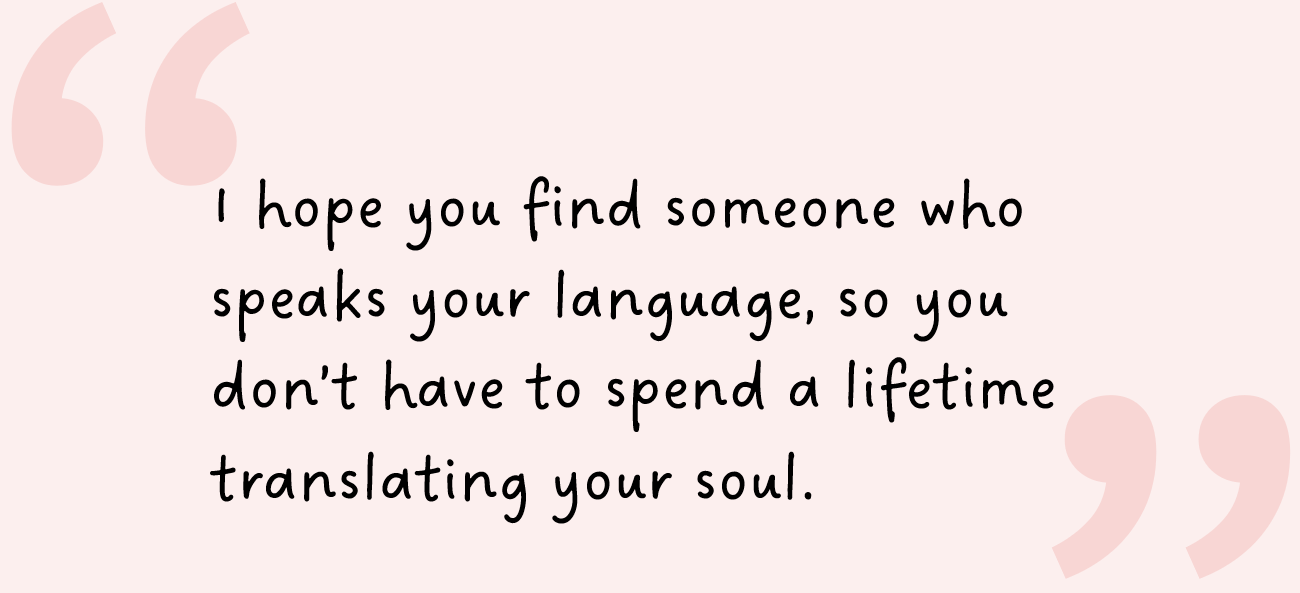 I hope you find someone who
speaks your language, so you
don't have to spend a lifetime
translating your soul.